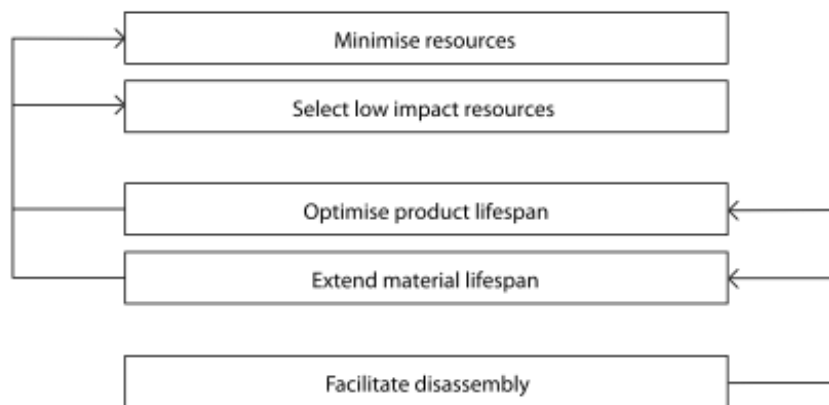 Minimise resources
Select low impact resources
Optimise product lifespan
Extend material lifespan
Facilitate disassembly